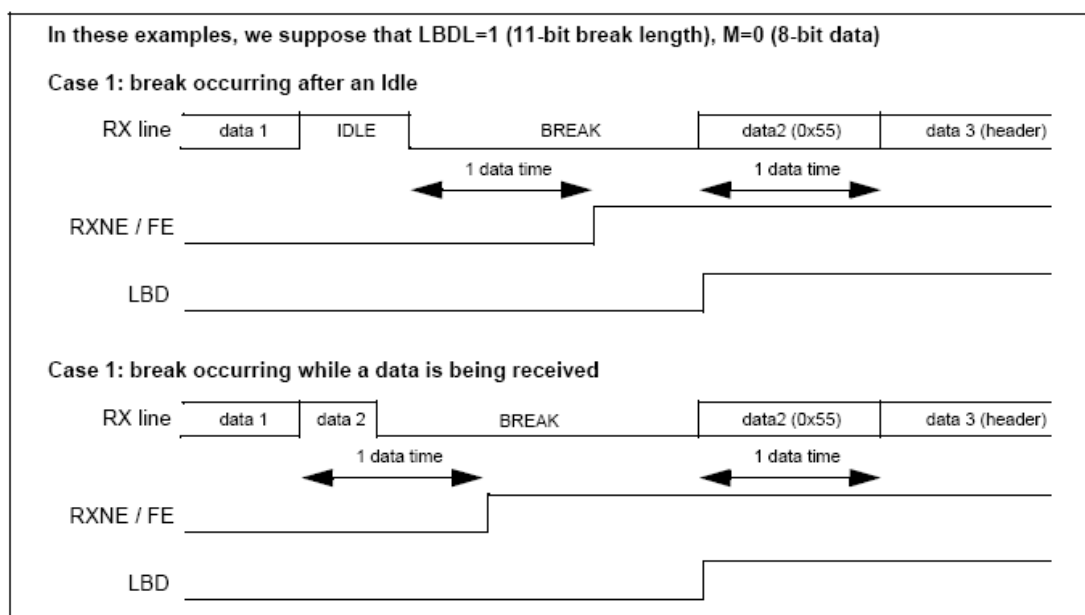 In these examples, we suppose that LBDL=1 (11-bit break length), M=0 (8-bit data)
Case 1: break occurring after an Idle
RX line data 1 IDLE BREAK data2 (0x55) data 3 (header)
1 data time 1 data time
RXNE / FE
LBD
Case 1: break occurring while a data is being received
RX line data 1 data 2 BREAK data2 (0x55) data 3 (header)
1 data time 1 data time
RXNE / FE
LBD